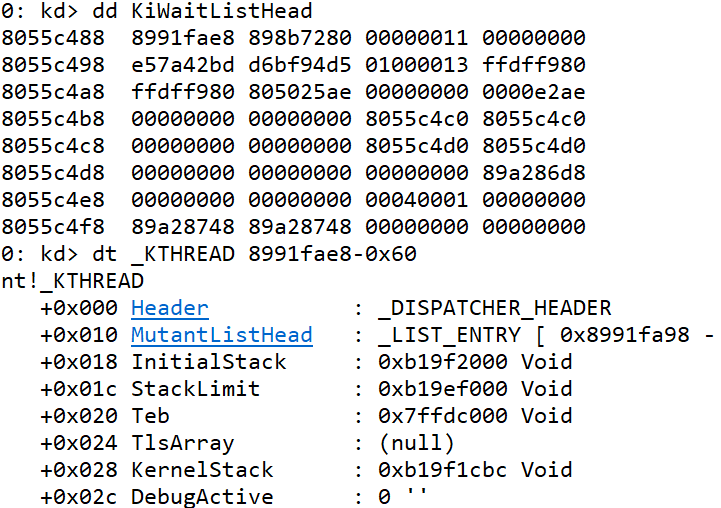 0: kd> dd KiWaitListHead
8055c488  8991fae8 898b7280 00000011 00000000
8055c498  e57a42bd d6bf94d5 01000013 ffdff980
8055c4a8  ffdff980 805025ae 00000000 0000e2ae
8055c4b8  00000000 00000000 8055c4c0 8055c4c0
8055c4c8  00000000 00000000 8055c4d0 8055c4d0
8055c4d8  00000000 00000000 00000000 89a286d8
8055c4e8  00000000 00000000 00040001 00000000
8055c4f8  89a28748 89a28748 00000000 00000000
0: kd> dt _KTHREAD 8991fae8-0x60
nt!_KTHREAD
   +0x000 Header           : _DISPATCHER_HEADER
   +0x010 MutantListHead   : _LIST_ENTRY [ 0x8991fa98 -
   +0x018 InitialStack     : 0xb19f2000 Void
   +0x01c StackLimit       : 0xb19ef000 Void
   +0x020 Teb              : 0x7ffdc000 Void
   +0x024 TlsArray         : (null)
   +0x028 KernelStack      : 0xb19f1cbc Void
   +0x02c DebugActive      : 0 ''